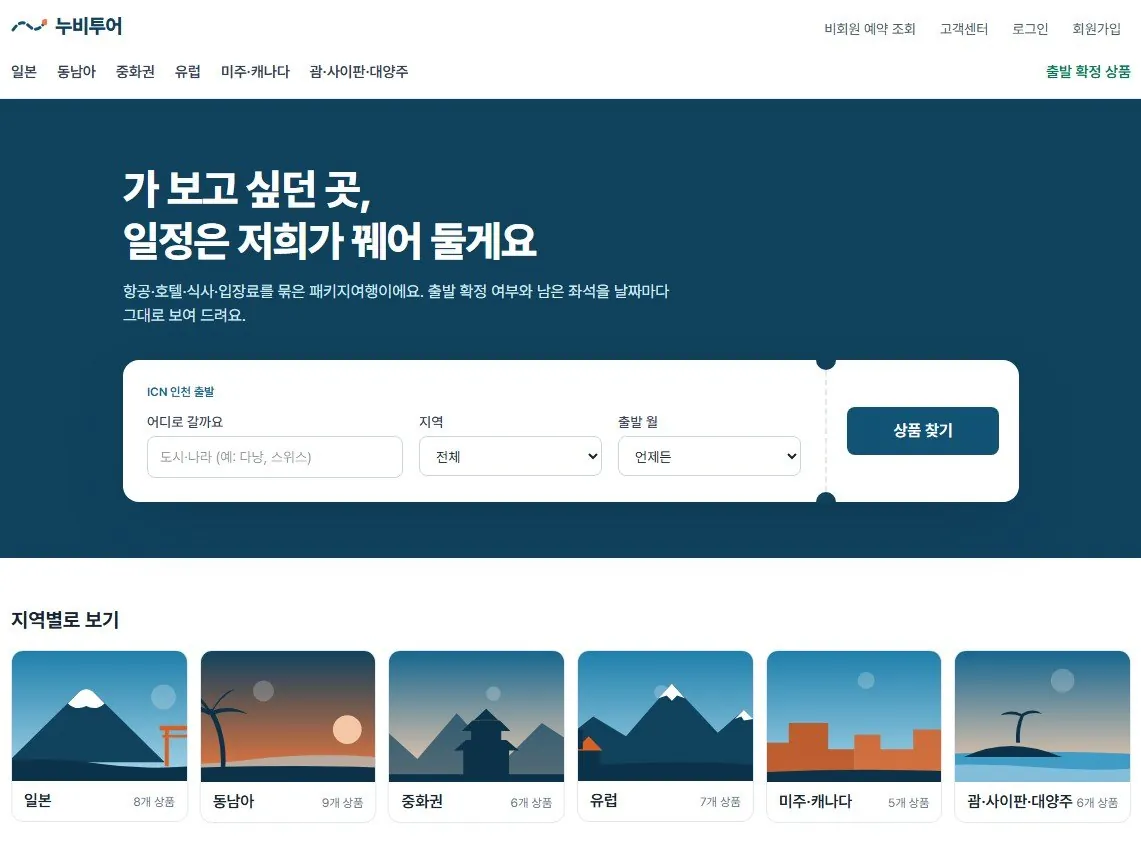 누비투어
비회원 예약 조회 고객센터 로그인 회원가입
일본 동남아 중화권 유럽 미주·캐나다 괌·사이판·대양주 출발 확정 상품
가 보고 싶던 곳,
일정은 저희가 꿰어 둘게요
항공·호텔·식사·입장료를 묶은 패키지여행이에요. 출발 확정 여부와 남은 좌석을 날짜마다
그대로 보여 드려요.
ICN 인천 출발
어디로 갈까요 지역 출발 월
도시·나라 (예: 다낭, 스위스) 전체 언제든 상품 찾기
지역별로 보기
일본 8개 상품 동남아 9개 상품 중화권 6개 상품 유럽 7개 상품 미주·캐나다 5개 상품 괌·사이판·대양주 6개 상품